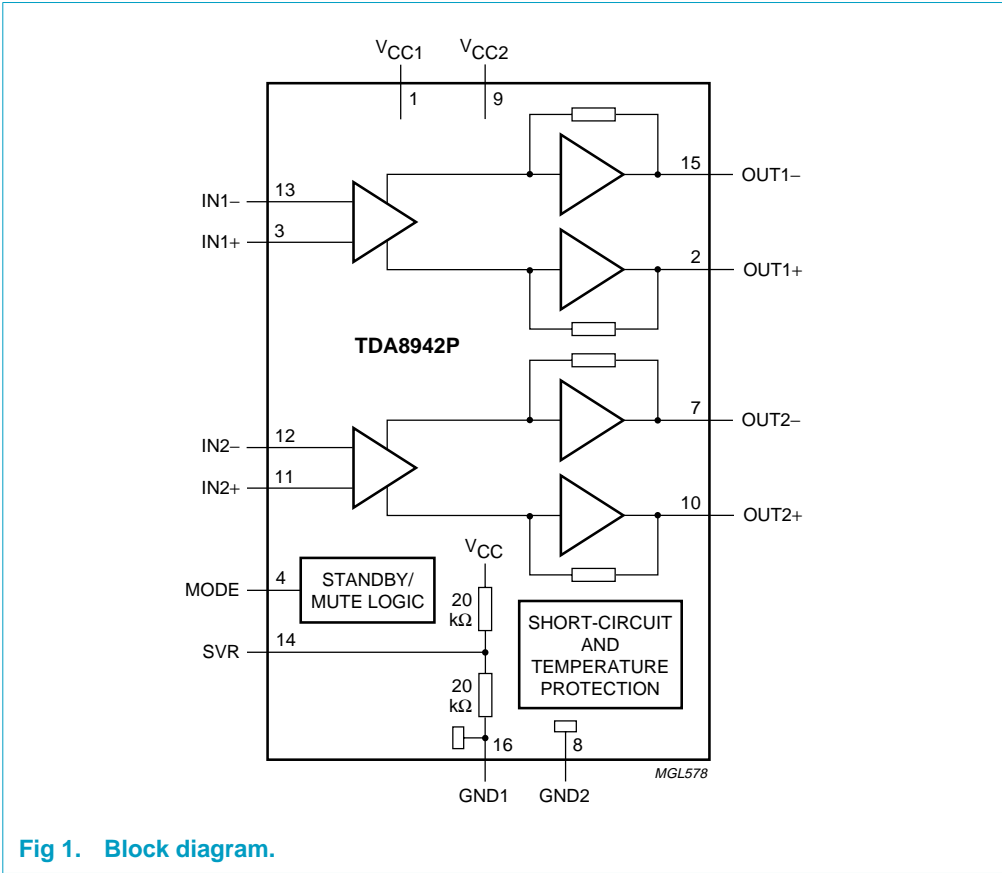 VCC1 VCC2
1 9
15 OUT1−
IN1− 13
IN1+ 3
2 OUT1+
TDA8942P
7 OUT2−
IN2− 12
IN2+ 11
10 OUT2+
VCC
MODE 4
STANDBY/
MUTE LOGIC
20
kΩ
SHORT-CIRCUIT
AND
TEMPERATURE
PROTECTION
SVR 14
20
kΩ
16 8
MGL578
GND1 GND2
Fig 1. Block diagram.